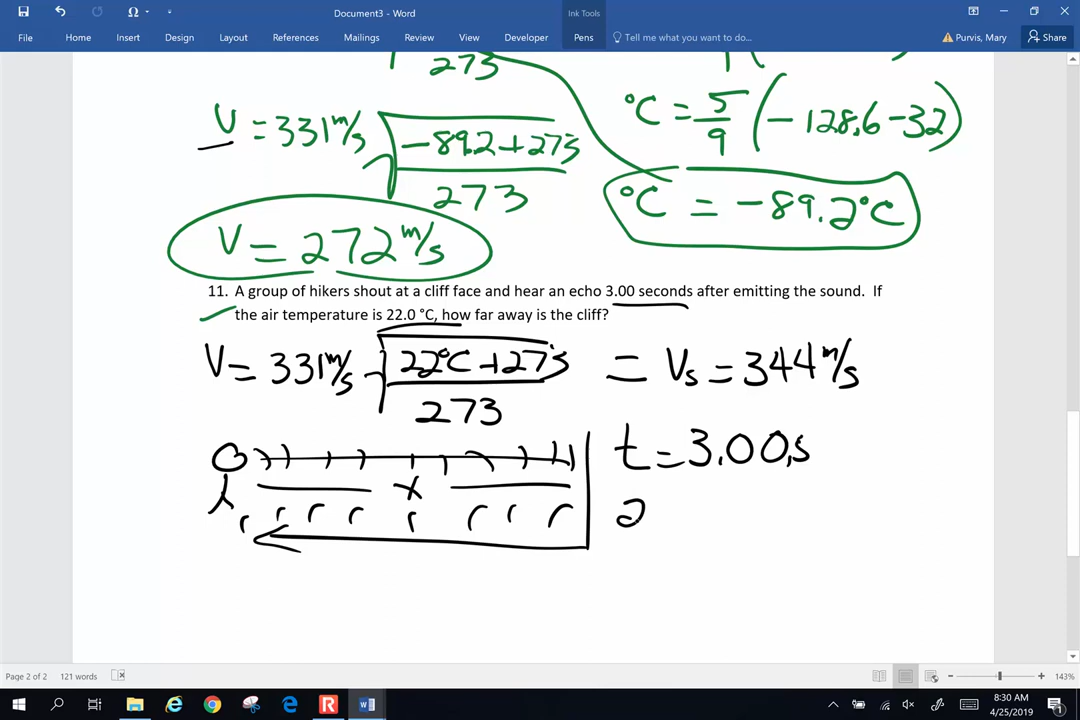 Document3 - Word
Ink Tools
File Home Insert Design Layout References Mailings Review View Developer Pens Tell me what you want to do... Purvis, Mary Share
273
°C = 5/9 (-128.6-32)
V = 331 m/s √-89.2+273/273
°C = -89.2°C
V = 272 m/s
11. A group of hikers shout at a cliff face and hear an echo 3.00 seconds after emitting the sound. If
the air temperature is 22.0 °C, how far away is the cliff?
V = 331 m/s √22°C+273/273 = Vs = 344 m/s
t = 3.00s
x
2
Page 2 of 2 121 words 143%
8:30 AM
4/25/2019